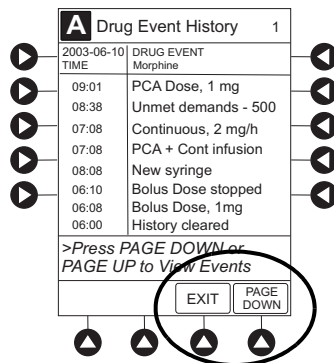 A Drug Event History 1
2003-06-10 DRUG EVENT
TIME Morphine
09:01 PCA Dose, 1 mg
08:38 Unmet demands - 500
07:08 Continuous, 2 mg/h
07:08 PCA + Cont infusion
08:08 New syringe
06:10 Bolus Dose stopped
06:08 Bolus Dose, 1mg
06:00 History cleared
>Press PAGE DOWN or
PAGE UP to View Events
EXIT PAGE
DOWN